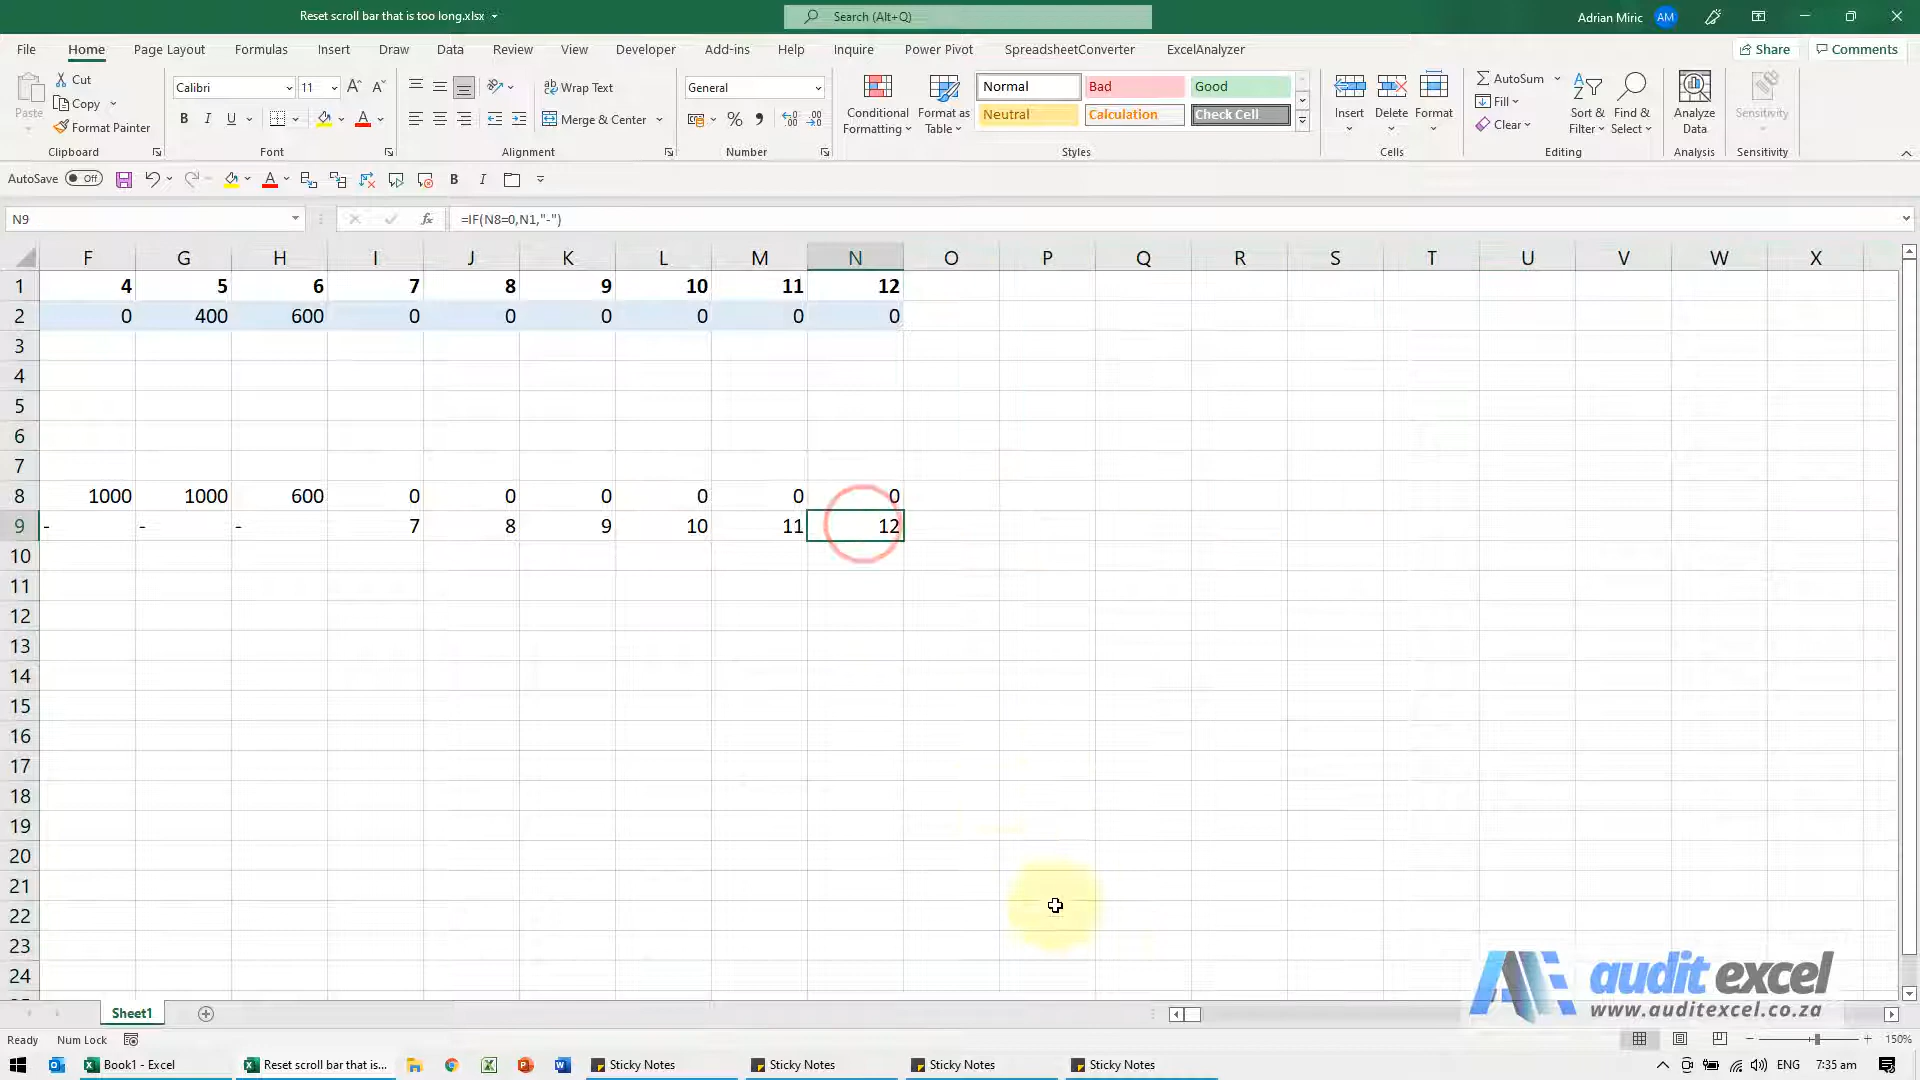 Reset scroll bar that is too long.xlsx
Search (Alt+Q)
Adrian Miric AM
File Home Page Layout Formulas Insert Draw Data Review View Developer Add-ins Help Inquire Power Pivot SpreadsheetConverter ExcelAnalyzer Share Comments
Paste Cut Copy Format Painter Clipboard
Calibri 11 B I U Font
Wrap Text Merge & Center Alignment
General % Number
Conditional Formatting Format as Table Normal Bad Good Neutral Calculation Check Cell Styles
Insert Delete Format Cells
AutoSum Fill Clear Sort & Filter Find & Select Editing
Analyze Data Analysis
Sensitivity Sensitivity
AutoSave Off B I
N9 fx =IF(N8=0,N1,"-")
F G H I J K L M N O P Q R S T U V W X
1 4 5 6 7 8 9 10 11 12
2 0 400 600 0 0 0 0 0 0
3
4
5
6
7
8 1000 1000 600 0 0 0 0 0 0
9 - - - 7 8 9 10 11 12
10
11
12
13
14
15
16
17
18
19
20
21
22
23
24
audit excel
www.auditexcel.co.za
Sheet1
Ready Num Lock 150%
Book1 - Excel Reset scroll bar that is... Sticky Notes Sticky Notes Sticky Notes Sticky Notes ENG 7:35 am